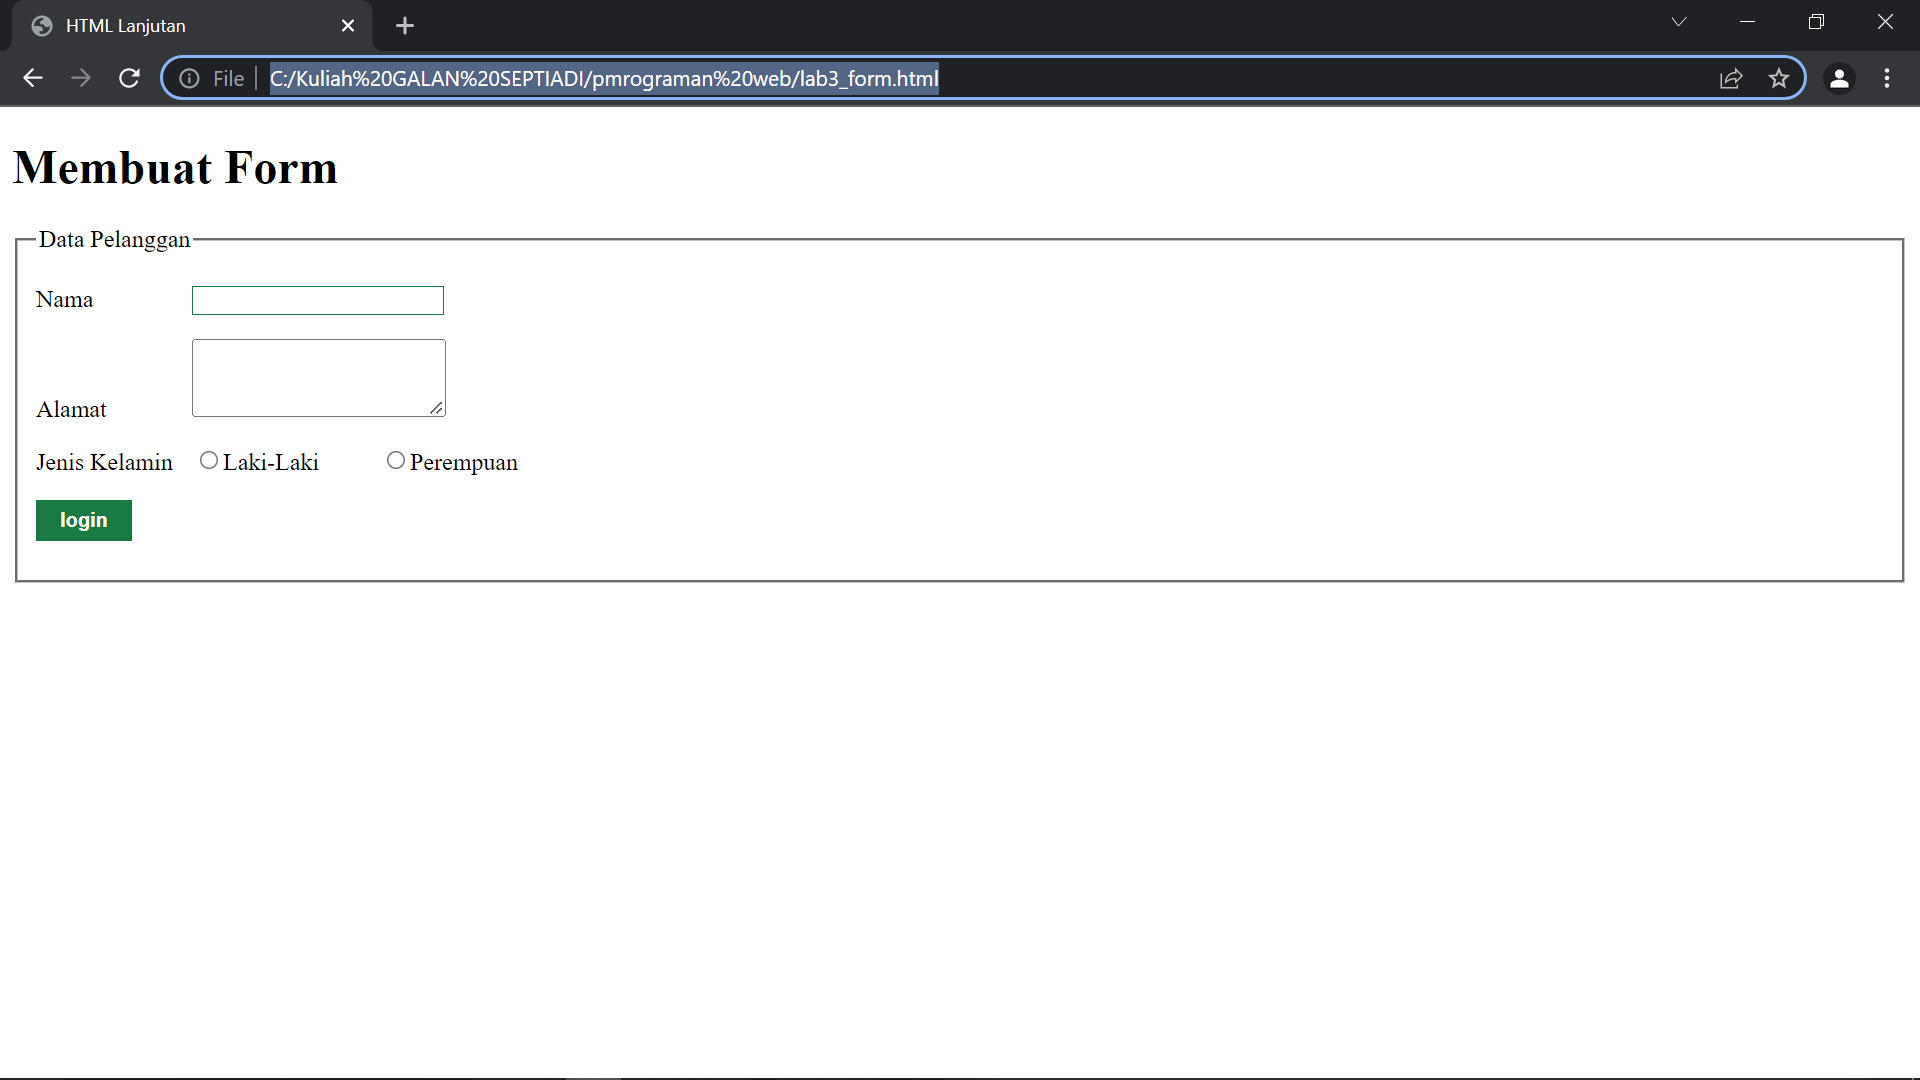 HTML Lanjutan
File C:/Kuliah%20GALAN%20SEPTIADI/pmrograman%20web/lab3_form.html
Membuat Form
Data Pelanggan
Nama
Alamat
Jenis Kelamin Laki-Laki Perempuan
login